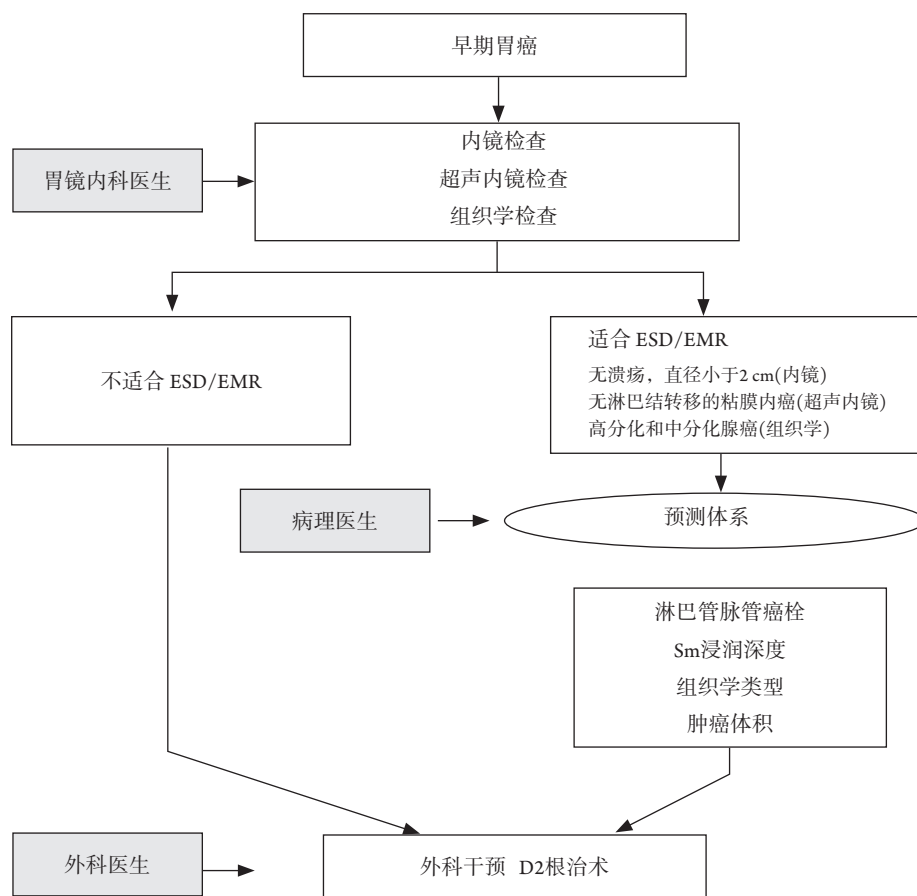 早期胃癌
内镜检查
胃镜内科医生
超声内镜检查
组织学检查
不适合 ESD/EMR
适合 ESD/EMR
无溃疡，直径小于2 cm(内镜)
无淋巴结转移的粘膜内癌(超声内镜)
高分化和中分化腺癌(组织学)
病理医生
预测体系
淋巴管脉管癌栓
Sm浸润深度
组织学类型
肿癌体积
外科医生
外科干预 D2根治术